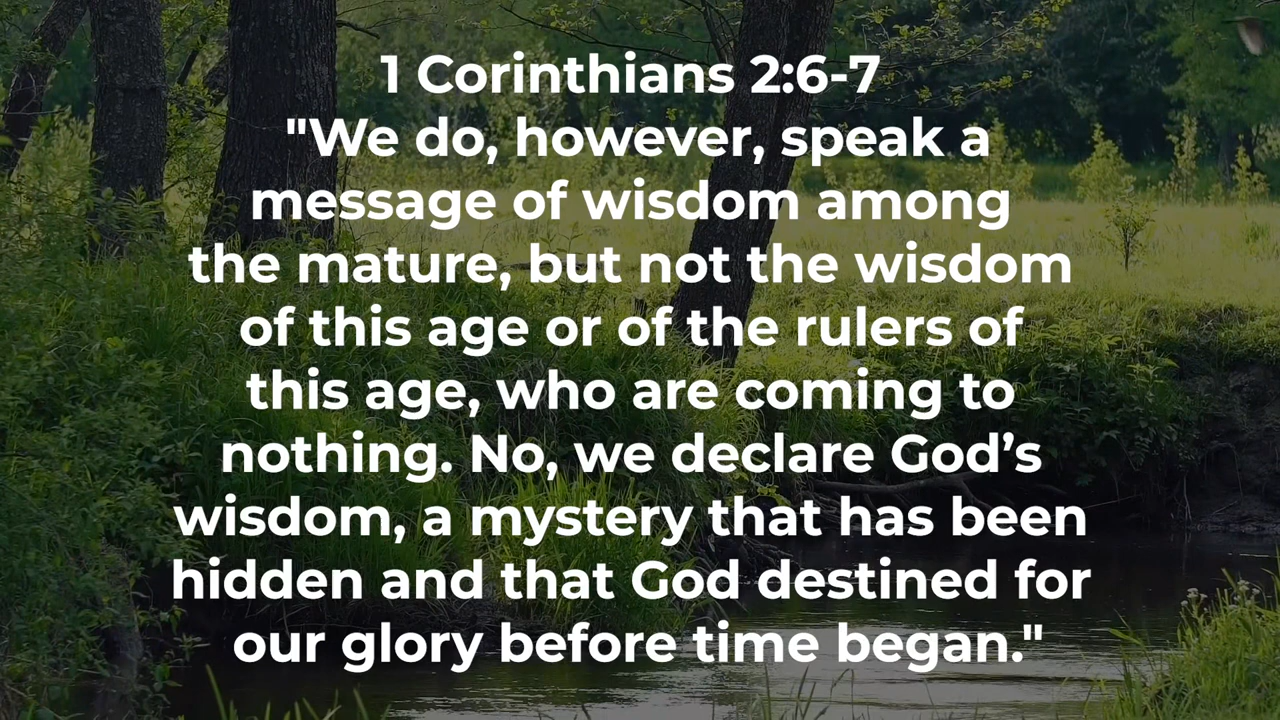 1 Corinthians 2:6-7
"We do, however, speak a
message of wisdom among
the mature, but not the wisdom
of this age or of the rulers of
this age, who are coming to
nothing. No, we declare God’s
wisdom, a mystery that has been
hidden and that God destined for
our glory before time began."